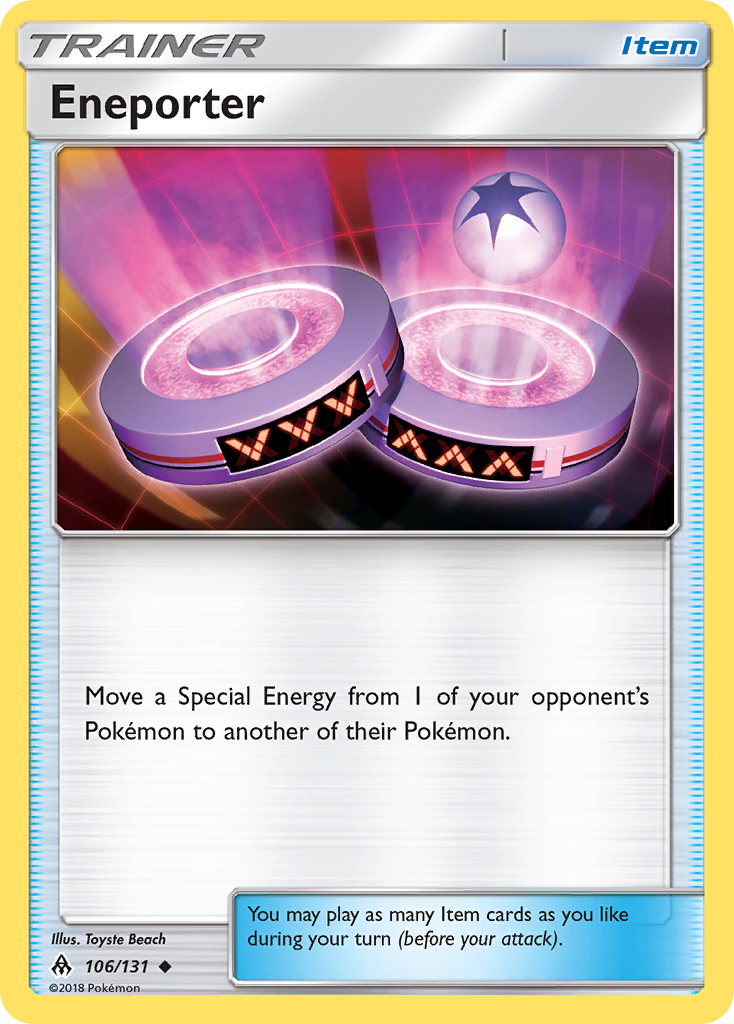 TRAINER Item
Eneporter
Move a Special Energy from 1 of your opponent's
Pokémon to another of their Pokémon.
You may play as many Item cards as you like
during your turn (before your attack).
Illus. Toyste Beach
106/131
©2018 Pokémon